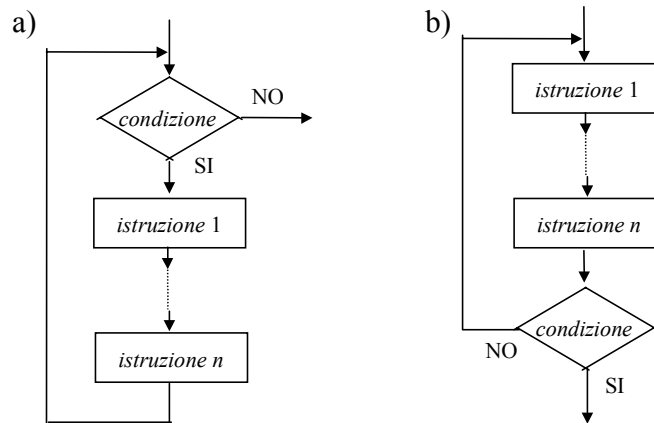 a)
condizione
NO
SI
istruzione 1
istruzione n
b)
istruzione 1
istruzione n
condizione
NO
SI